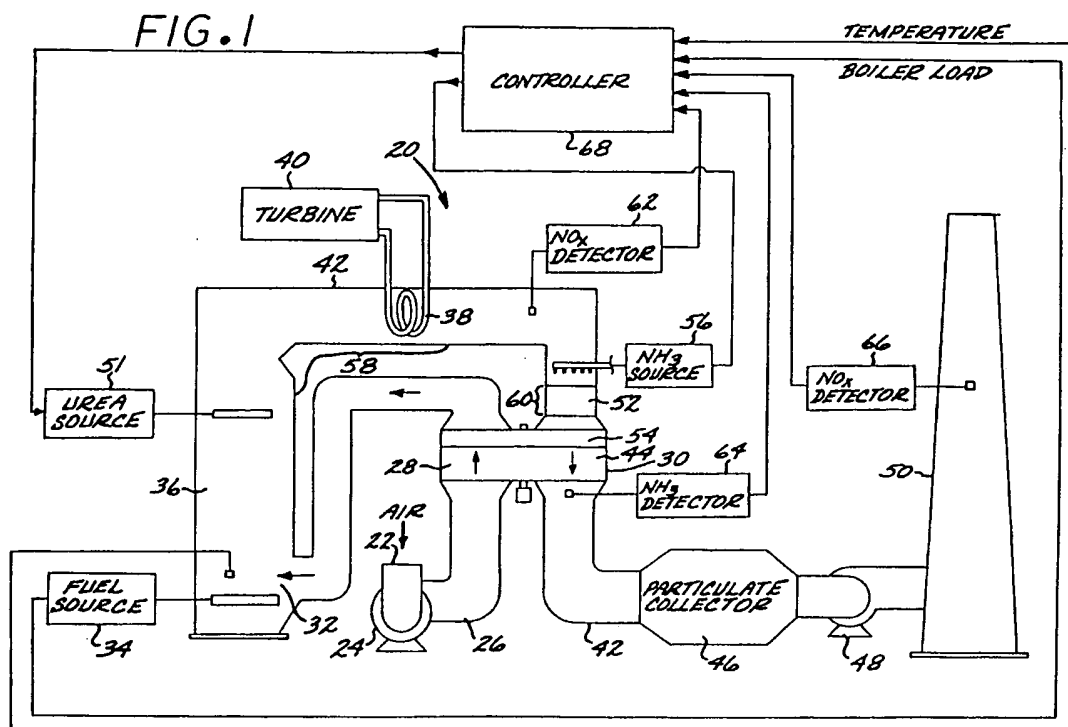 FIG. 1
TEMPERATURE
BOILER LOAD
CONTROLLER
68
40
20
TURBINE
62
NOx
DETECTOR
42
38
56
NH3
SOURCE
66
NOx
DETECTOR
51
UREA
SOURCE
58
60
52
54
50
28
44
30
64
NH3
DETECTOR
36
AIR
22
FUEL
SOURCE
32
PARTICULATE
COLLECTOR
34
24
26
42
46
48